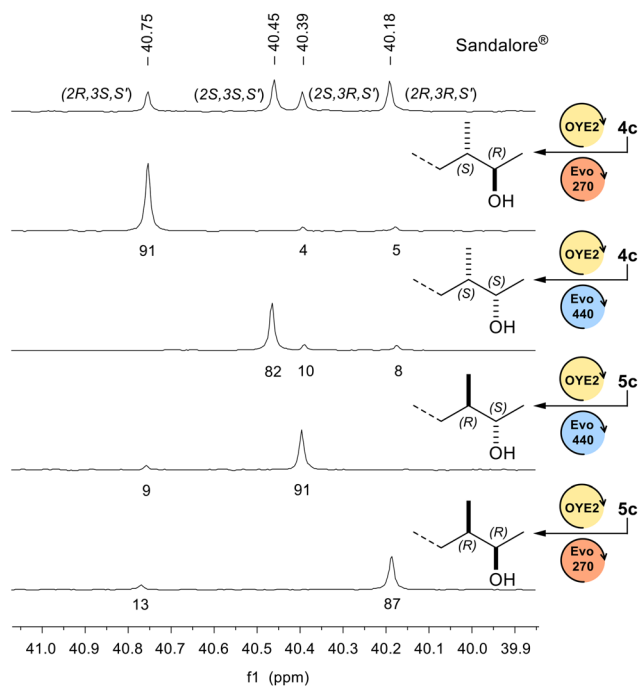 40.75
40.45
40.39
40.18
Sandalore®
(2R,3S,S') (2S,3S,S') (2S,3R,S') (2R,3R,S')
OYE2 4c
(S) (R)
OH
Evo 270
91 4 5
OYE2 4c
(S) (S)
OH
Evo 440
82 10 8
OYE2 5c
(R) (S)
OH
Evo 440
9 91
OYE2 5c
(R) (R)
OH
Evo 270
13 87
41.0 40.9 40.8 40.7 40.6 40.5 40.4 40.3 40.2 40.1 40.0 39.9
f1 (ppm)